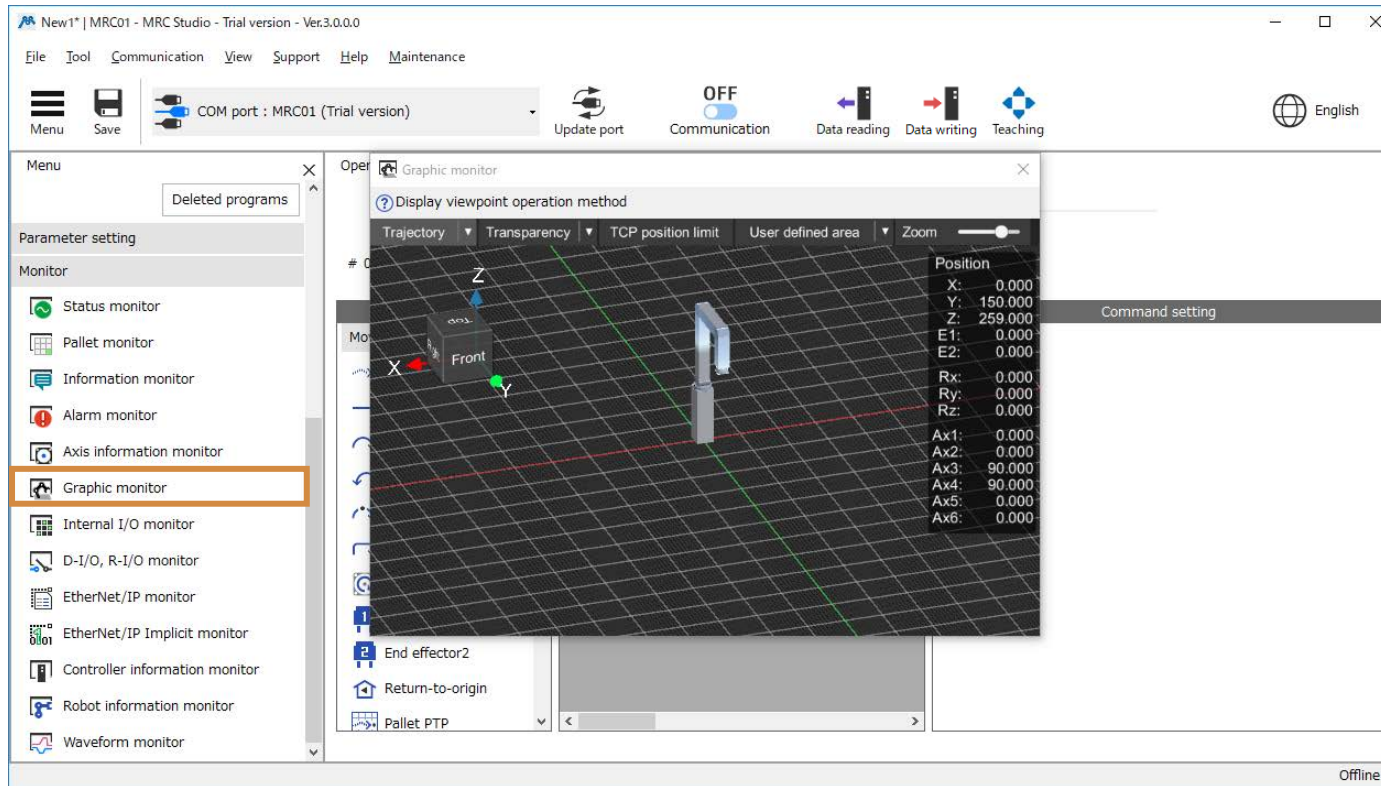 New1* | MRC01 - MRC Studio - Trial version - Ver.3.0.0.0
File Tool Communication View Support Help Maintenance
Menu
Save
COM port : MRC01 (Trial version)
Update port
OFF
Communication
Data reading
Data writing
Teaching
English
Menu
Deleted programs
Parameter setting
Monitor
Status monitor
Pallet monitor
Information monitor
Alarm monitor
Axis information monitor
Graphic monitor
Internal I/O monitor
D-I/O, R-I/O monitor
EtherNet/IP monitor
EtherNet/IP Implicit monitor
Controller information monitor
Robot information monitor
Waveform monitor
Oper
# 0
Mo
Graphic monitor
Display viewpoint operation method
Trajectory Transparency TCP position limit User defined area Zoom
Z
Top
Right
Front
X
Y
Position
X: 0.000
Y: 150.000
Z: 259.000
E1: 0.000
E2: 0.000
Rx: 0.000
Ry: 0.000
Rz: 0.000
Ax1: 0.000
Ax2: 0.000
Ax3: 90.000
Ax4: 90.000
Ax5: 0.000
Ax6: 0.000
Command setting
1
2 End effector2
Return-to-origin
Pallet PTP
Offline